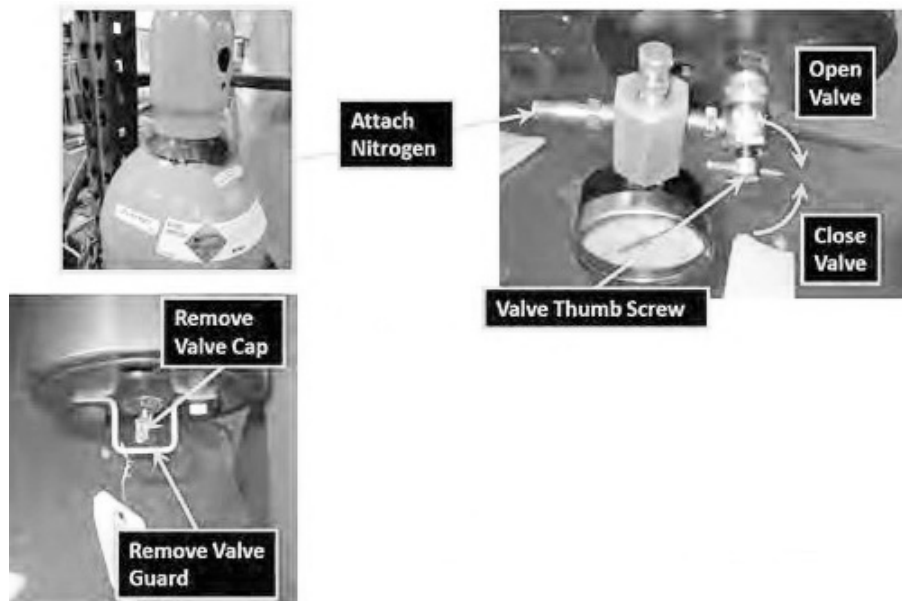 Attach
Nitrogen
Open
Valve
Close
Valve
Valve Thumb Screw
Remove
Valve Cap
Remove Valve
Guard